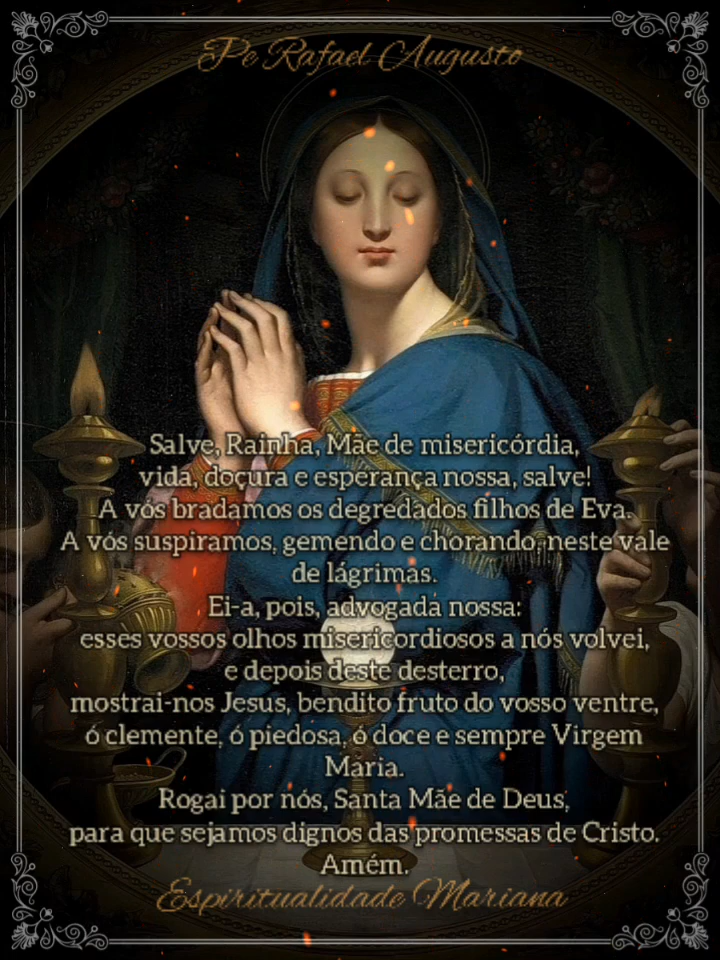 Pe Rafael Augusto
Salve, Rainha, Mãe de misericórdia,
vida, doçura e esperança nossa, salve!
A vós bradamos os degredados filhos de Eva.
A vós suspiramos, gemendo e chorando, neste vale
de lágrimas.
Ei-a, pois, advogada nossa:
esses vossos olhos misericordiosos a nós volvei,
e depois deste desterro,
mostrai-nos Jesus, bendito fruto do vosso ventre,
ó clemente, ó piedosa, ó doce e sempre Virgem
Maria.
Rogai por nós, Santa Mãe de Deus,
para que sejamos dignos das promessas de Cristo.
Amém.
Espiritualidade Mariana